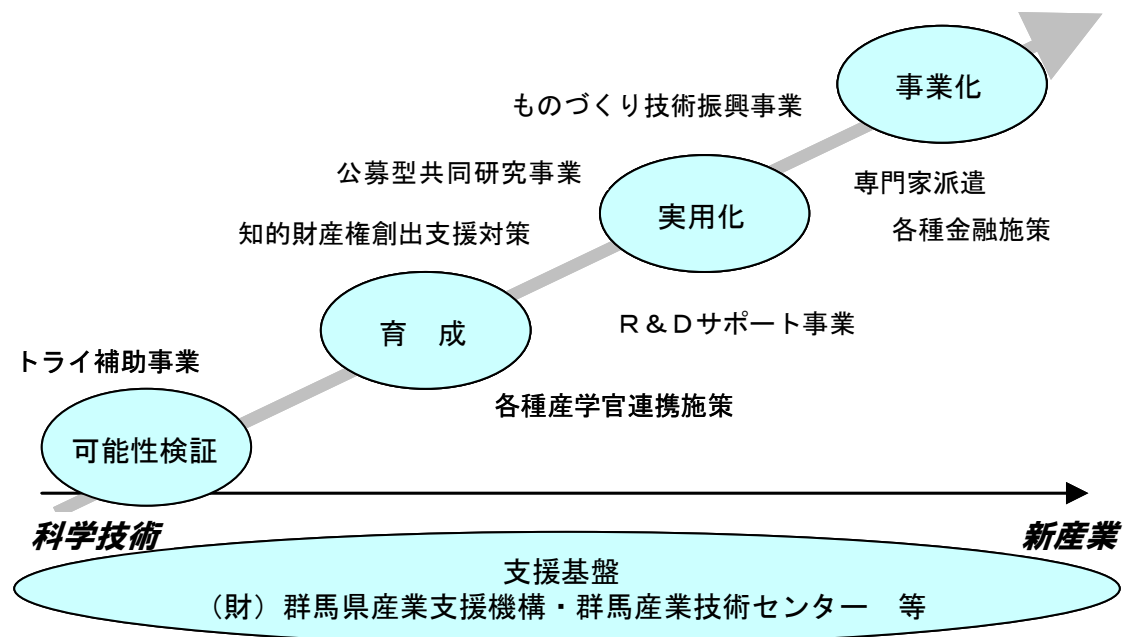 事業化
ものづくり技術振興事業
公募型共同研究事業
専門家派遣
実用化
知的財産権創出支援対策
各種金融施策
R&Dサポート事業
育　成
トライ補助事業
各種産学官連携施策
可能性検証
科学技術
新産業
支援基盤
（財）群馬県産業支援機構・群馬産業技術センター　等